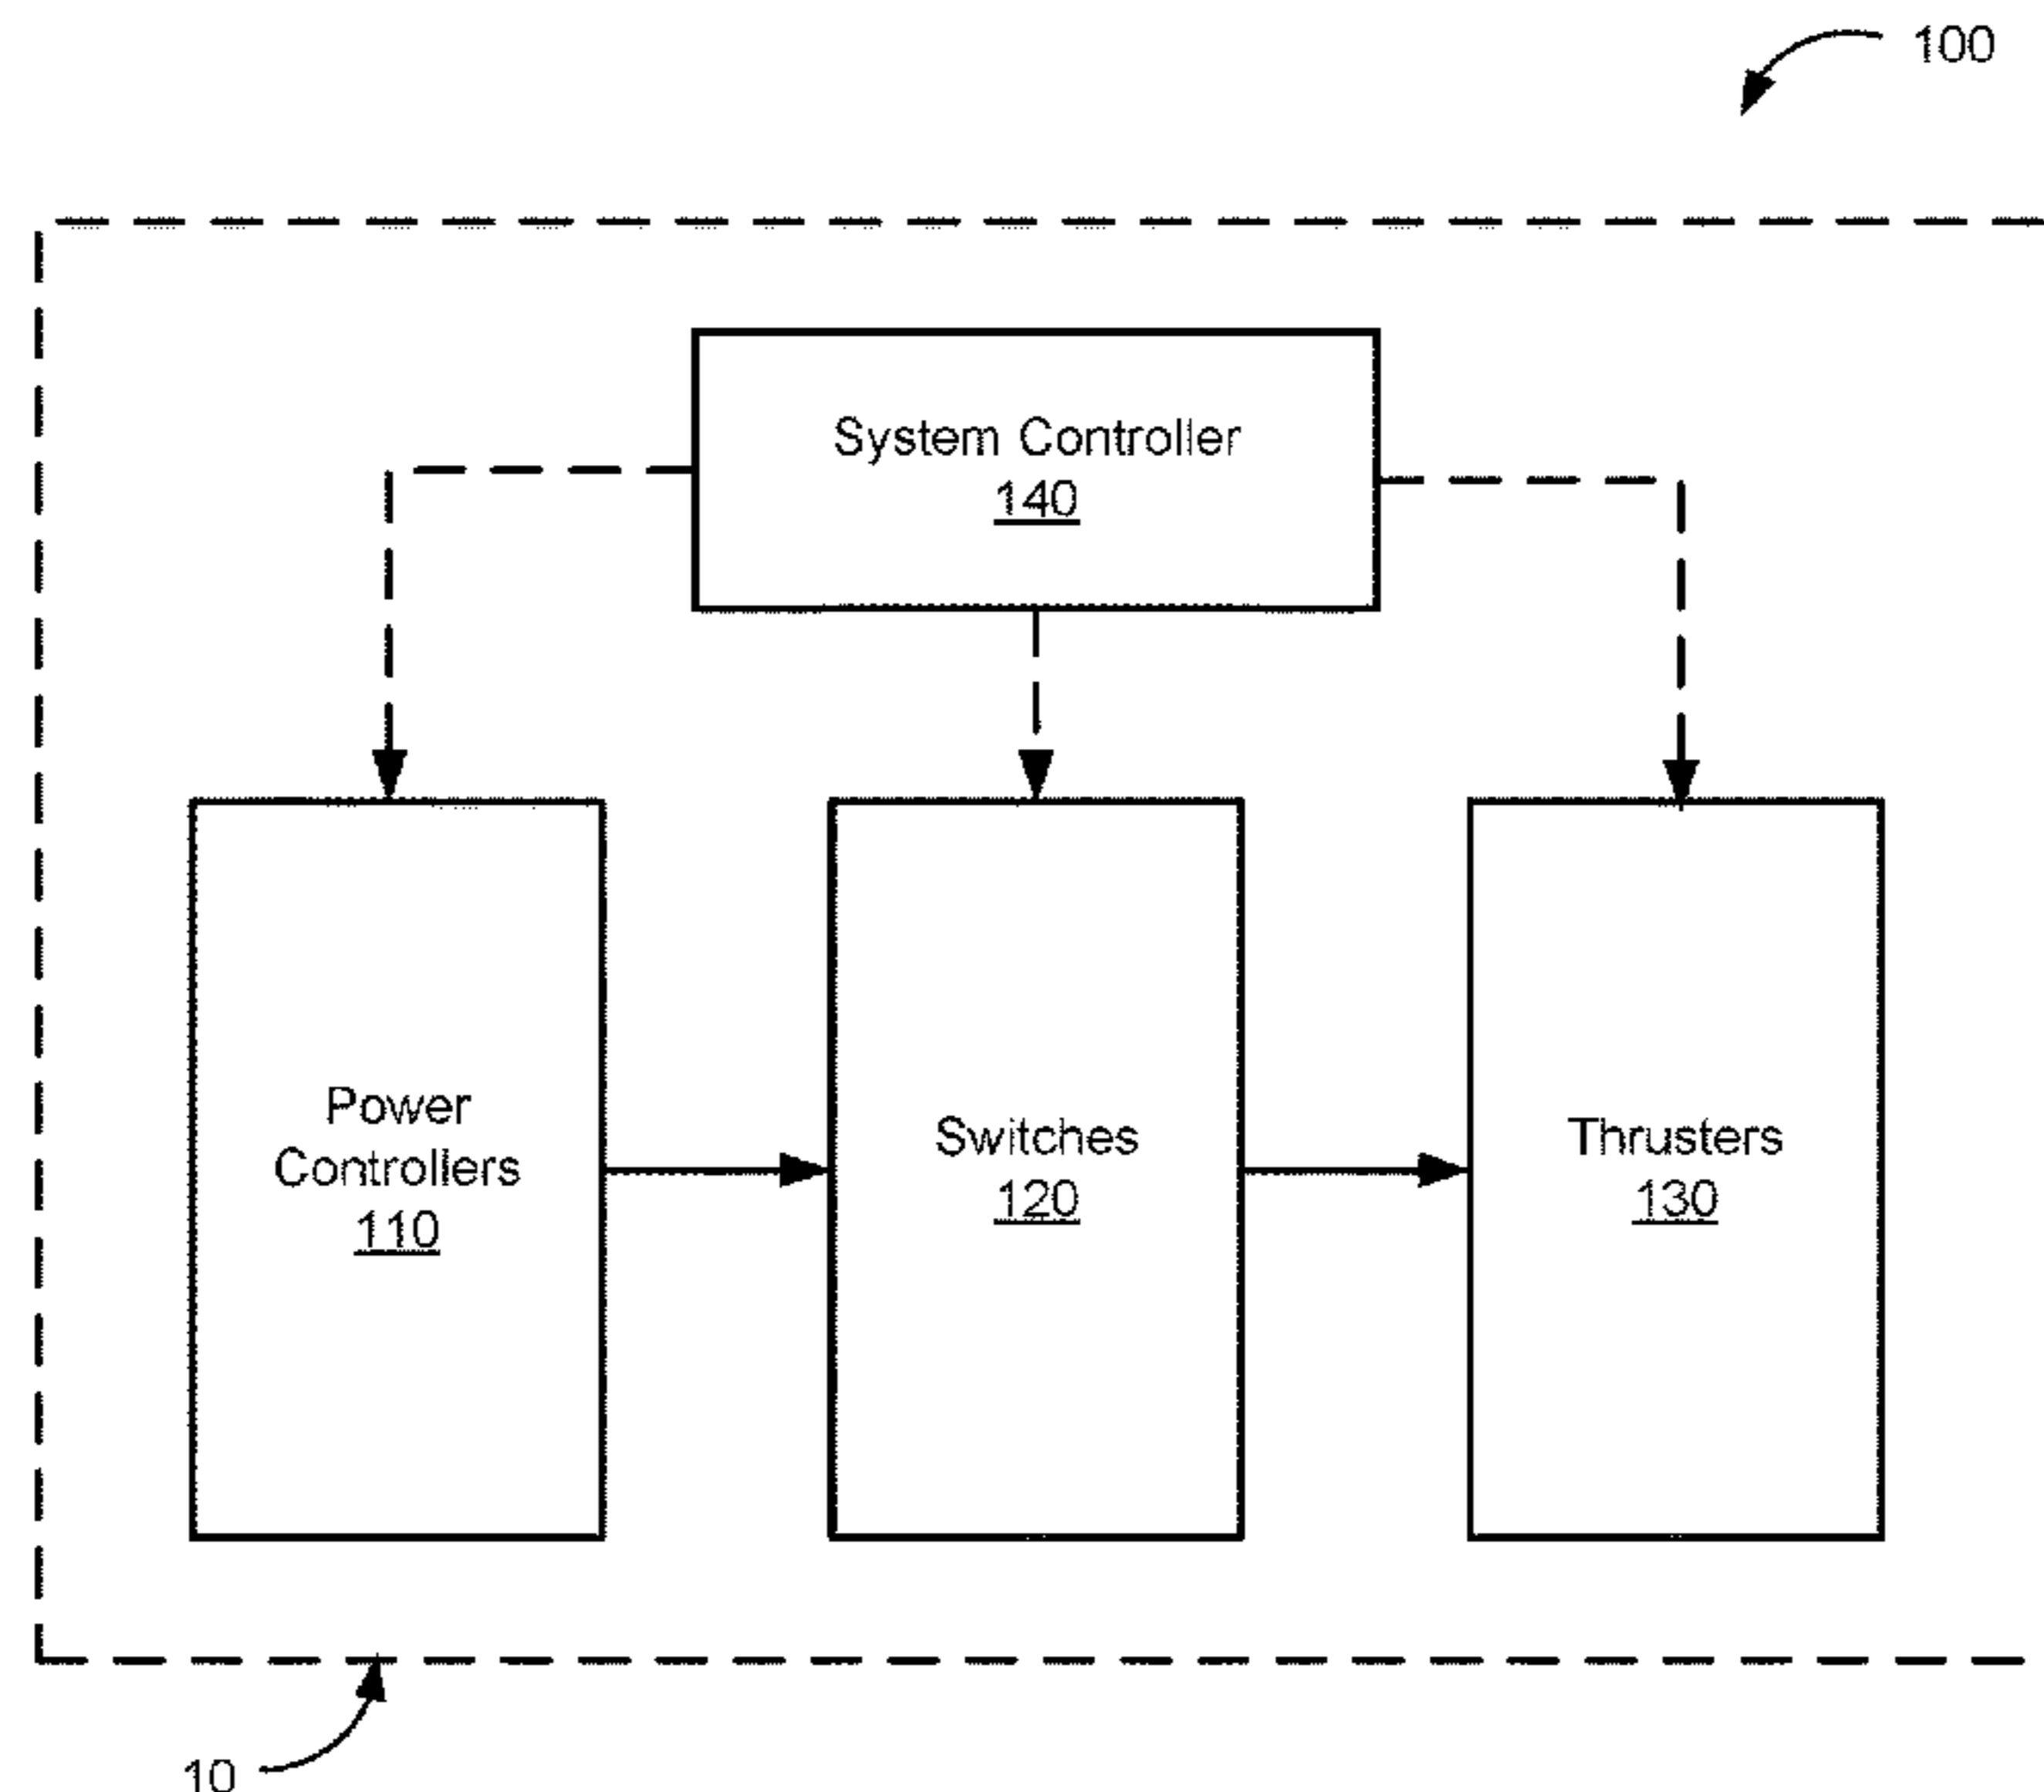 100
System Controller
140
Power
Controllers
110
Switches
120
Thrusters
130
10